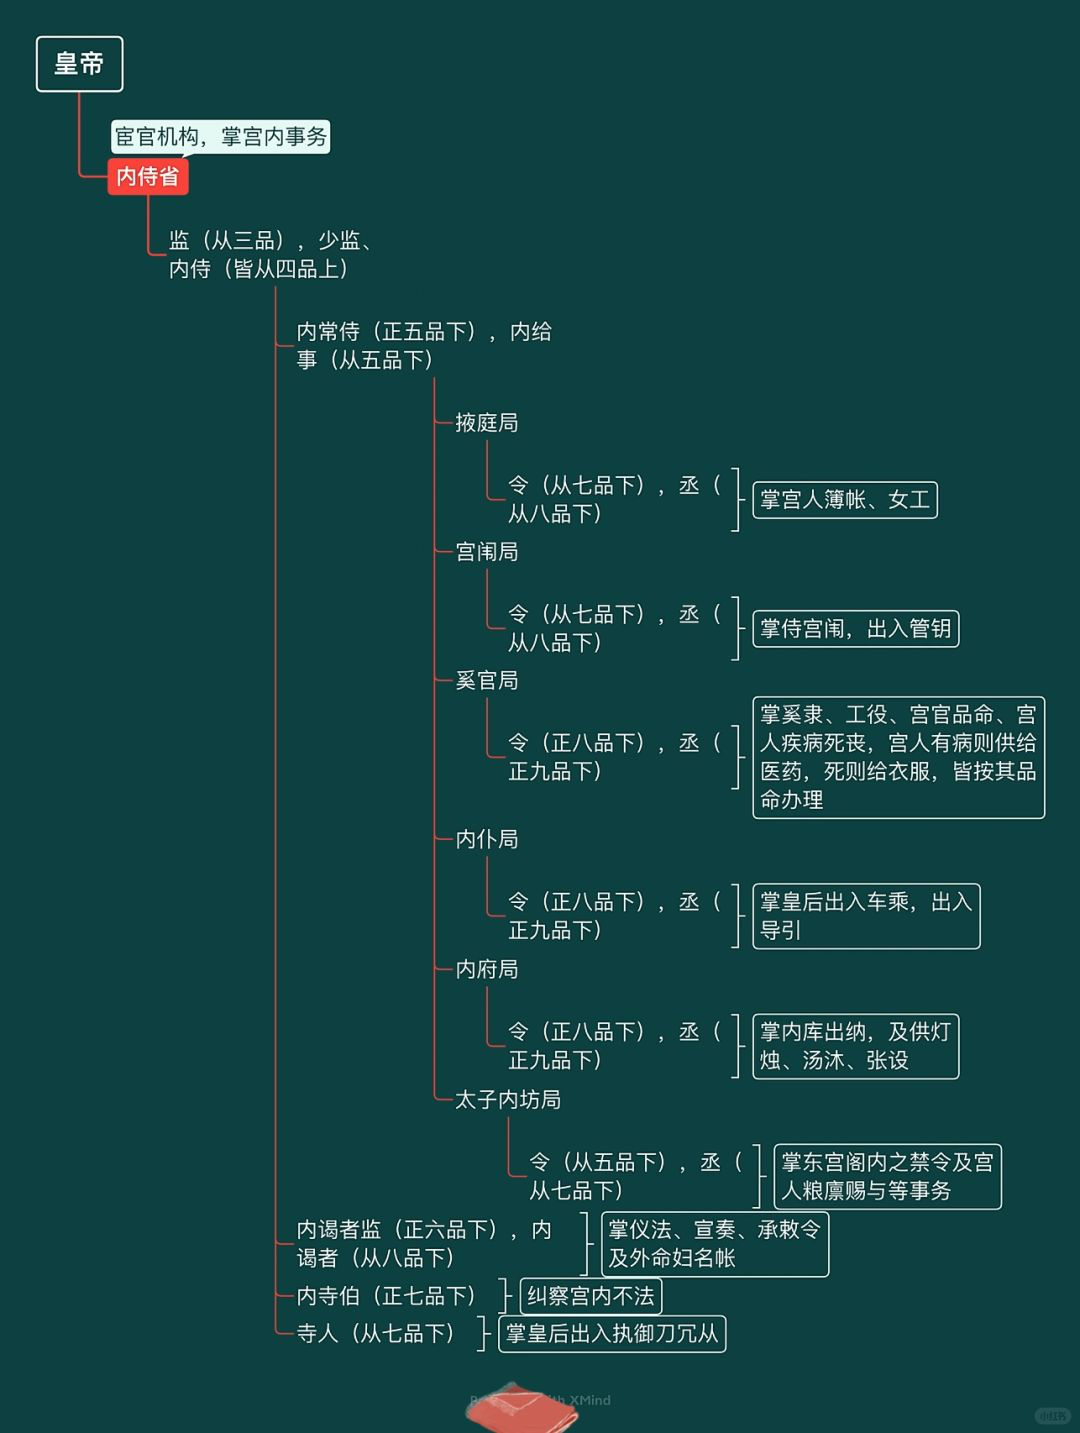 皇帝
宦官机构，掌宫内事务
内侍省
监（从三品），少监、
内侍（皆从四品上）
内常侍（正五品下），内给
事（从五品下）
掖庭局
令（从七品下），丞（
从八品下）
掌宫人簿帐、女工
宫闱局
令（从七品下），丞（
从八品下）
掌侍宫闱，出入管钥
奚官局
令（正八品下），丞（
正九品下）
掌奚隶、工役、宫官品命、宫
人疾病死丧，宫人有病则供给
医药，死则给衣服，皆按其品
命办理
内仆局
令（正八品下），丞（
正九品下）
掌皇后出入车乘，出入
导引
内府局
令（正八品下），丞（
正九品下）
掌内库出纳，及供灯
烛、汤沐、张设
太子内坊局
令（从五品下），丞（
从七品下）
掌东宫阁内之禁令及宫
人粮廪赐与等事务
内谒者监（正六品下），内
谒者（从八品下）
掌仪法、宣奏、承敕令
及外命妇名帐
内寺伯（正七品下）
纠察宫内不法
寺人（从七品下）
掌皇后出入执御刀冗从
XMind
小红书